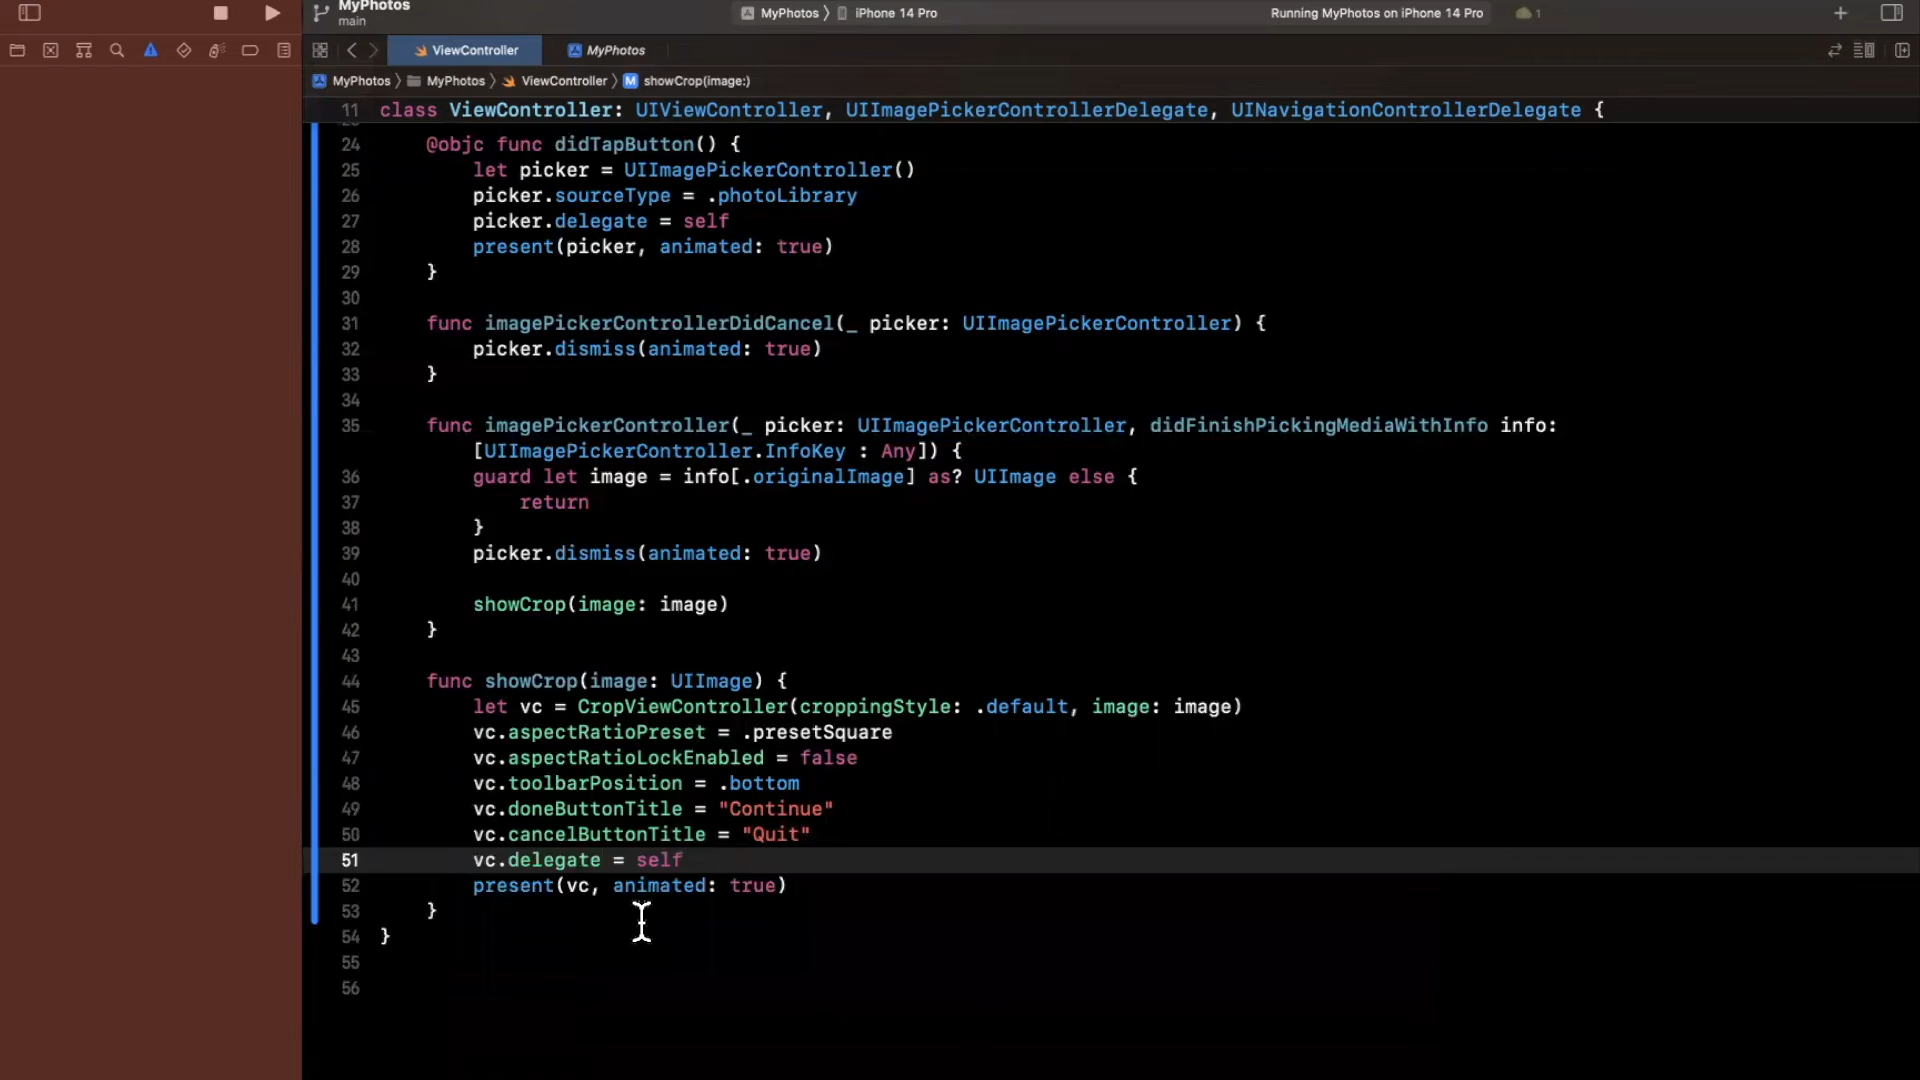 MyPhotos
main
MyPhotos 〉 iPhone 14 Pro
Running MyPhotos on iPhone 14 Pro
1
ViewController
MyPhotos
MyPhotos 〉 MyPhotos 〉 ViewController 〉 M showCrop(image:)
11 class ViewController: UIViewController, UIImagePickerControllerDelegate, UINavigationControllerDelegate {
24 @objc func didTapButton() {
25 let picker = UIImagePickerController()
26 picker.sourceType = .photoLibrary
27 picker.delegate = self
28 present(picker, animated: true)
29 }
30
31 func imagePickerControllerDidCancel(_ picker: UIImagePickerController) {
32 picker.dismiss(animated: true)
33 }
34
35 func imagePickerController(_ picker: UIImagePickerController, didFinishPickingMediaWithInfo info:
[UIImagePickerController.InfoKey : Any]) {
36 guard let image = info[.originalImage] as? UIImage else {
37 return
38 }
39 picker.dismiss(animated: true)
40
41 showCrop(image: image)
42 }
43
44 func showCrop(image: UIImage) {
45 let vc = CropViewController(croppingStyle: .default, image: image)
46 vc.aspectRatioPreset = .presetSquare
47 vc.aspectRatioLockEnabled = false
48 vc.toolbarPosition = .bottom
49 vc.doneButtonTitle = "Continue"
50 vc.cancelButtonTitle = "Quit"
51 vc.delegate = self
52 present(vc, animated: true)
53 }
54 }
55
56